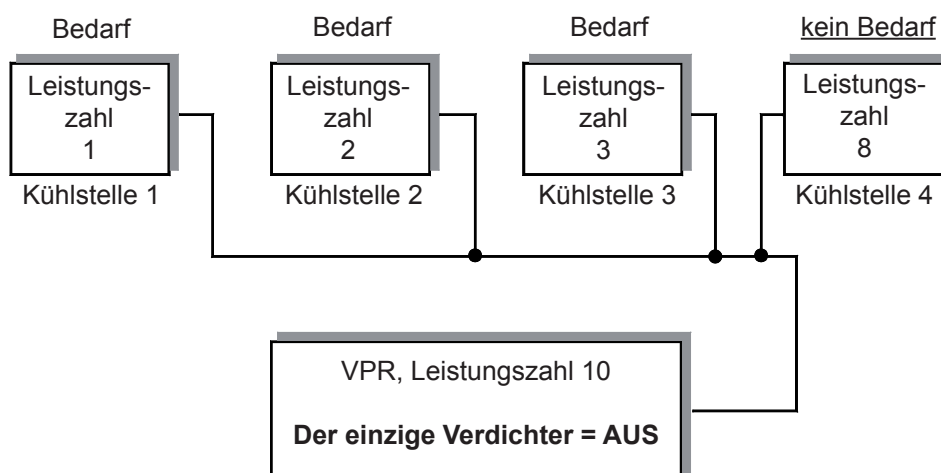 Bedarf
Leistungs-
zahl
1
Kühlstelle 1
Bedarf
Leistungs-
zahl
2
Kühlstelle 2
Bedarf
Leistungs-
zahl
3
Kühlstelle 3
kein Bedarf
Leistungs-
zahl
8
Kühlstelle 4
VPR, Leistungszahl 10
Der einzige Verdichter = AUS